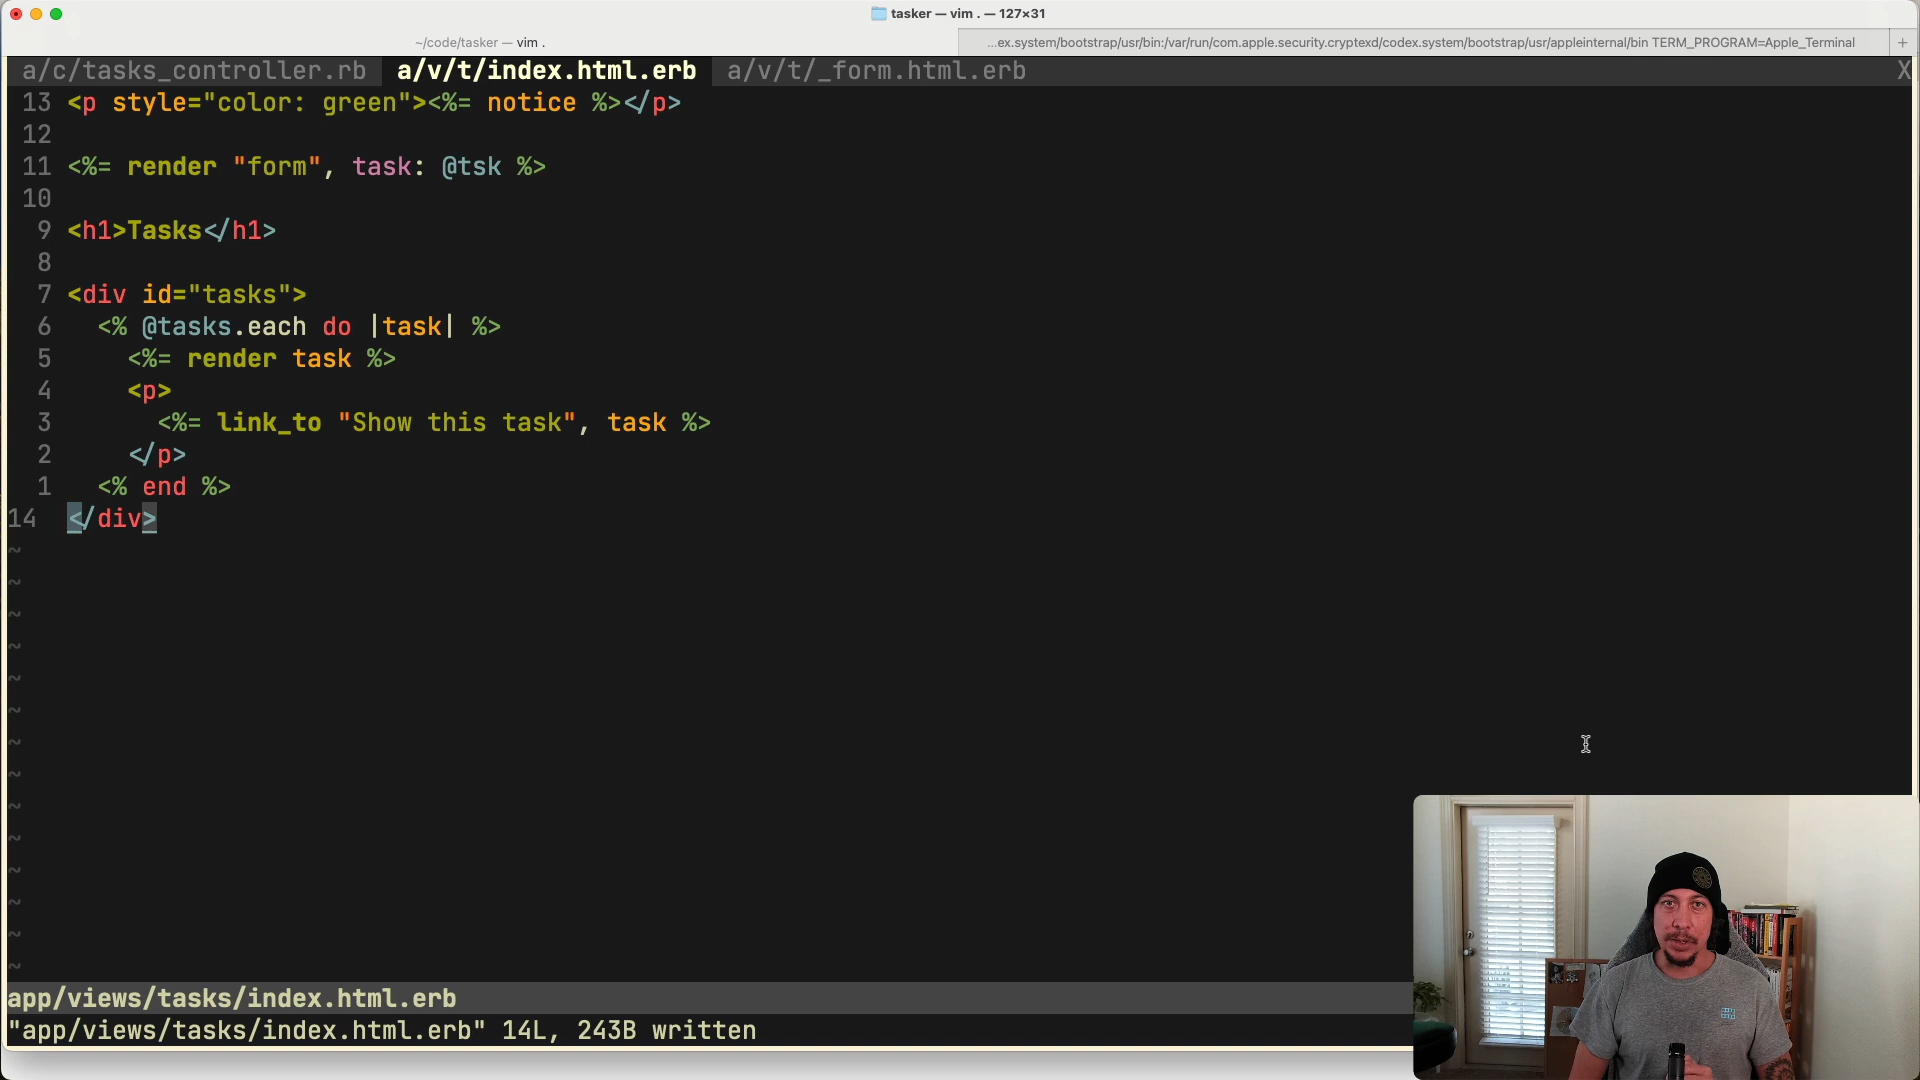 tasker — vim . — 127×31
~/code/tasker — vim .
...ex.system/bootstrap/usr/bin:/var/run/com.apple.security.cryptexd/codex.system/bootstrap/usr/appleinternal/bin TERM_PROGRAM=Apple_Terminal +
a/c/tasks_controller.rb a/v/t/index.html.erb a/v/t/_form.html.erb X
13 <p style="color: green"><%= notice %></p>
12
11 <%= render "form", task: @tsk %>
10
9 <h1>Tasks</h1>
8
7 <div id="tasks">
6 <% @tasks.each do |task| %>
5 <%= render task %>
4 <p>
3 <%= link_to "Show this task", task %>
2 </p>
1 <% end %>
14 </div>
~
~
~
~
~
~
~
~
~
~
~
~
~
~
app/views/tasks/index.html.erb
"app/views/tasks/index.html.erb" 14L, 243B written